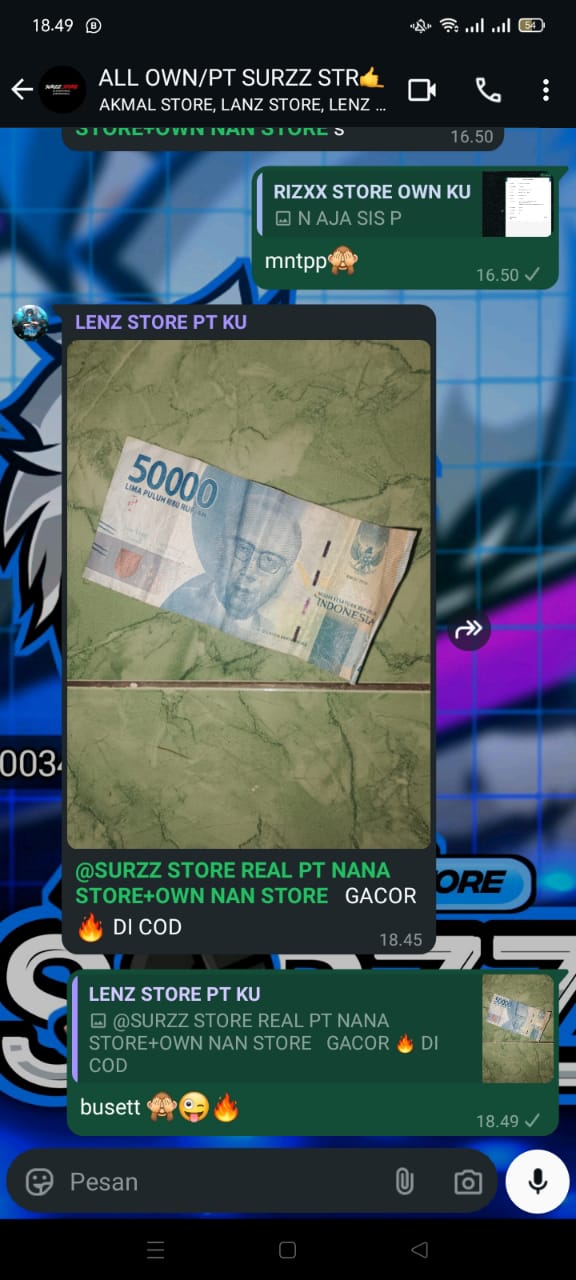 18.49
54
ALL OWN/PT SURZZ STR🤙
AKMAL STORE, LANZ STORE, LENZ ...
STORE+OWN NAN STORE s
16.50
RIZXX STORE OWN KU
N AJA SIS P
mntpp🙈
16.50
LENZ STORE PT KU
50000
LIMA PULUH RIBU RUPIAH
INDONESIA
0034
@SURZZ STORE REAL PT NANA
STORE+OWN NAN STORE GACOR
🔥 DI COD
18.45
ORE
LENZ STORE PT KU
@SURZZ STORE REAL PT NANA
STORE+OWN NAN STORE GACOR 🔥 DI
COD
busett 🙈😜🔥
18.49
Pesan